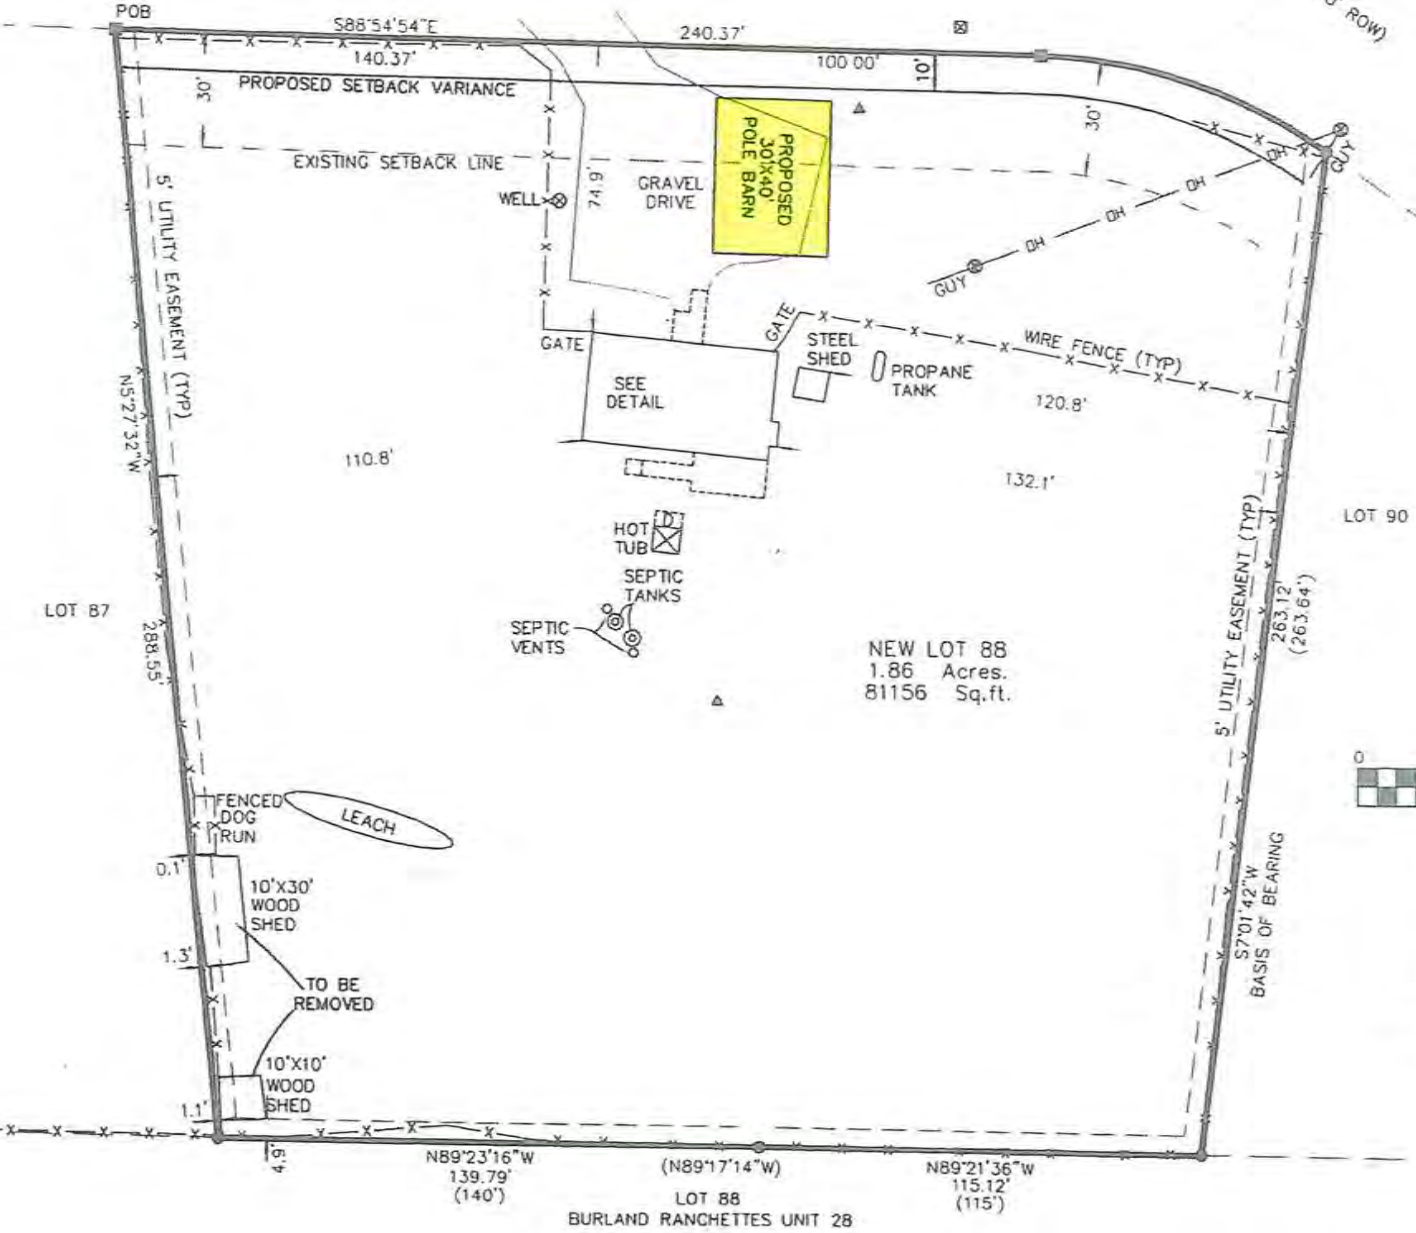 POB
S88°54'54"E
240.37'
ROW)
140.37'
100 00'
10'
30'
PROPOSED SETBACK VARIANCE
30'
EXISTING SETBACK LINE
PROPOSED
30'X40'
POLE BARN
GUY
OH
OH
OH
OH
GUY
WELL
74.9'
GRAVEL
DRIVE
5' UTILITY EASEMENT (TYP)
GATE
GATE
STEEL
SHED
PROPANE
TANK
WIRE FENCE (TYP)
SEE
DETAIL
120.8'
N5°27'32"W
110.8'
132.1'
LOT 90
HOT
TUB
D
SEPTIC
TANKS
SEPTIC
VENTS
LOT 87
288.55'
NEW LOT 88
1.86 Acres.
81156 Sq.ft.
5' UTILITY EASEMENT (TYP)
263.12'
(263.64')
0
FENCED
DOG
RUN
LEACH
0.1'
10'X30'
WOOD
SHED
1.3'
TO BE
REMOVED
S7°01'42"W
BASIS OF BEARING
10'X10'
WOOD
SHED
1.1'
4.9'
N89°23'16"W
139.79'
(140')
(N89°17'14"W)
N89°21'36"W
115.12'
(115')
LOT 88
BURLAND RANCHETTES UNIT 28